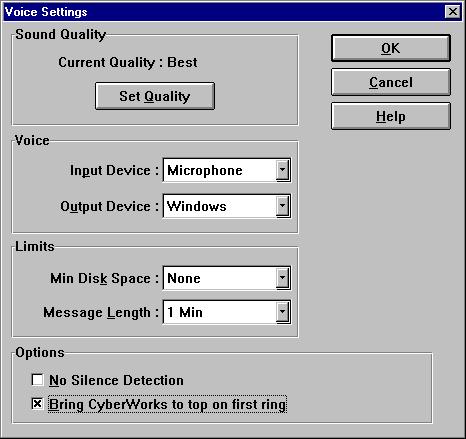 Voice Settings
Sound Quality
Current Quality : Best
Set Quality
OK
Cancel
Help
Voice
Input Device : Microphone
Output Device : Windows
Limits
Min Disk Space : None
Message Length : 1 Min
Options
No Silence Detection
Bring CyberWorks to top on first ring